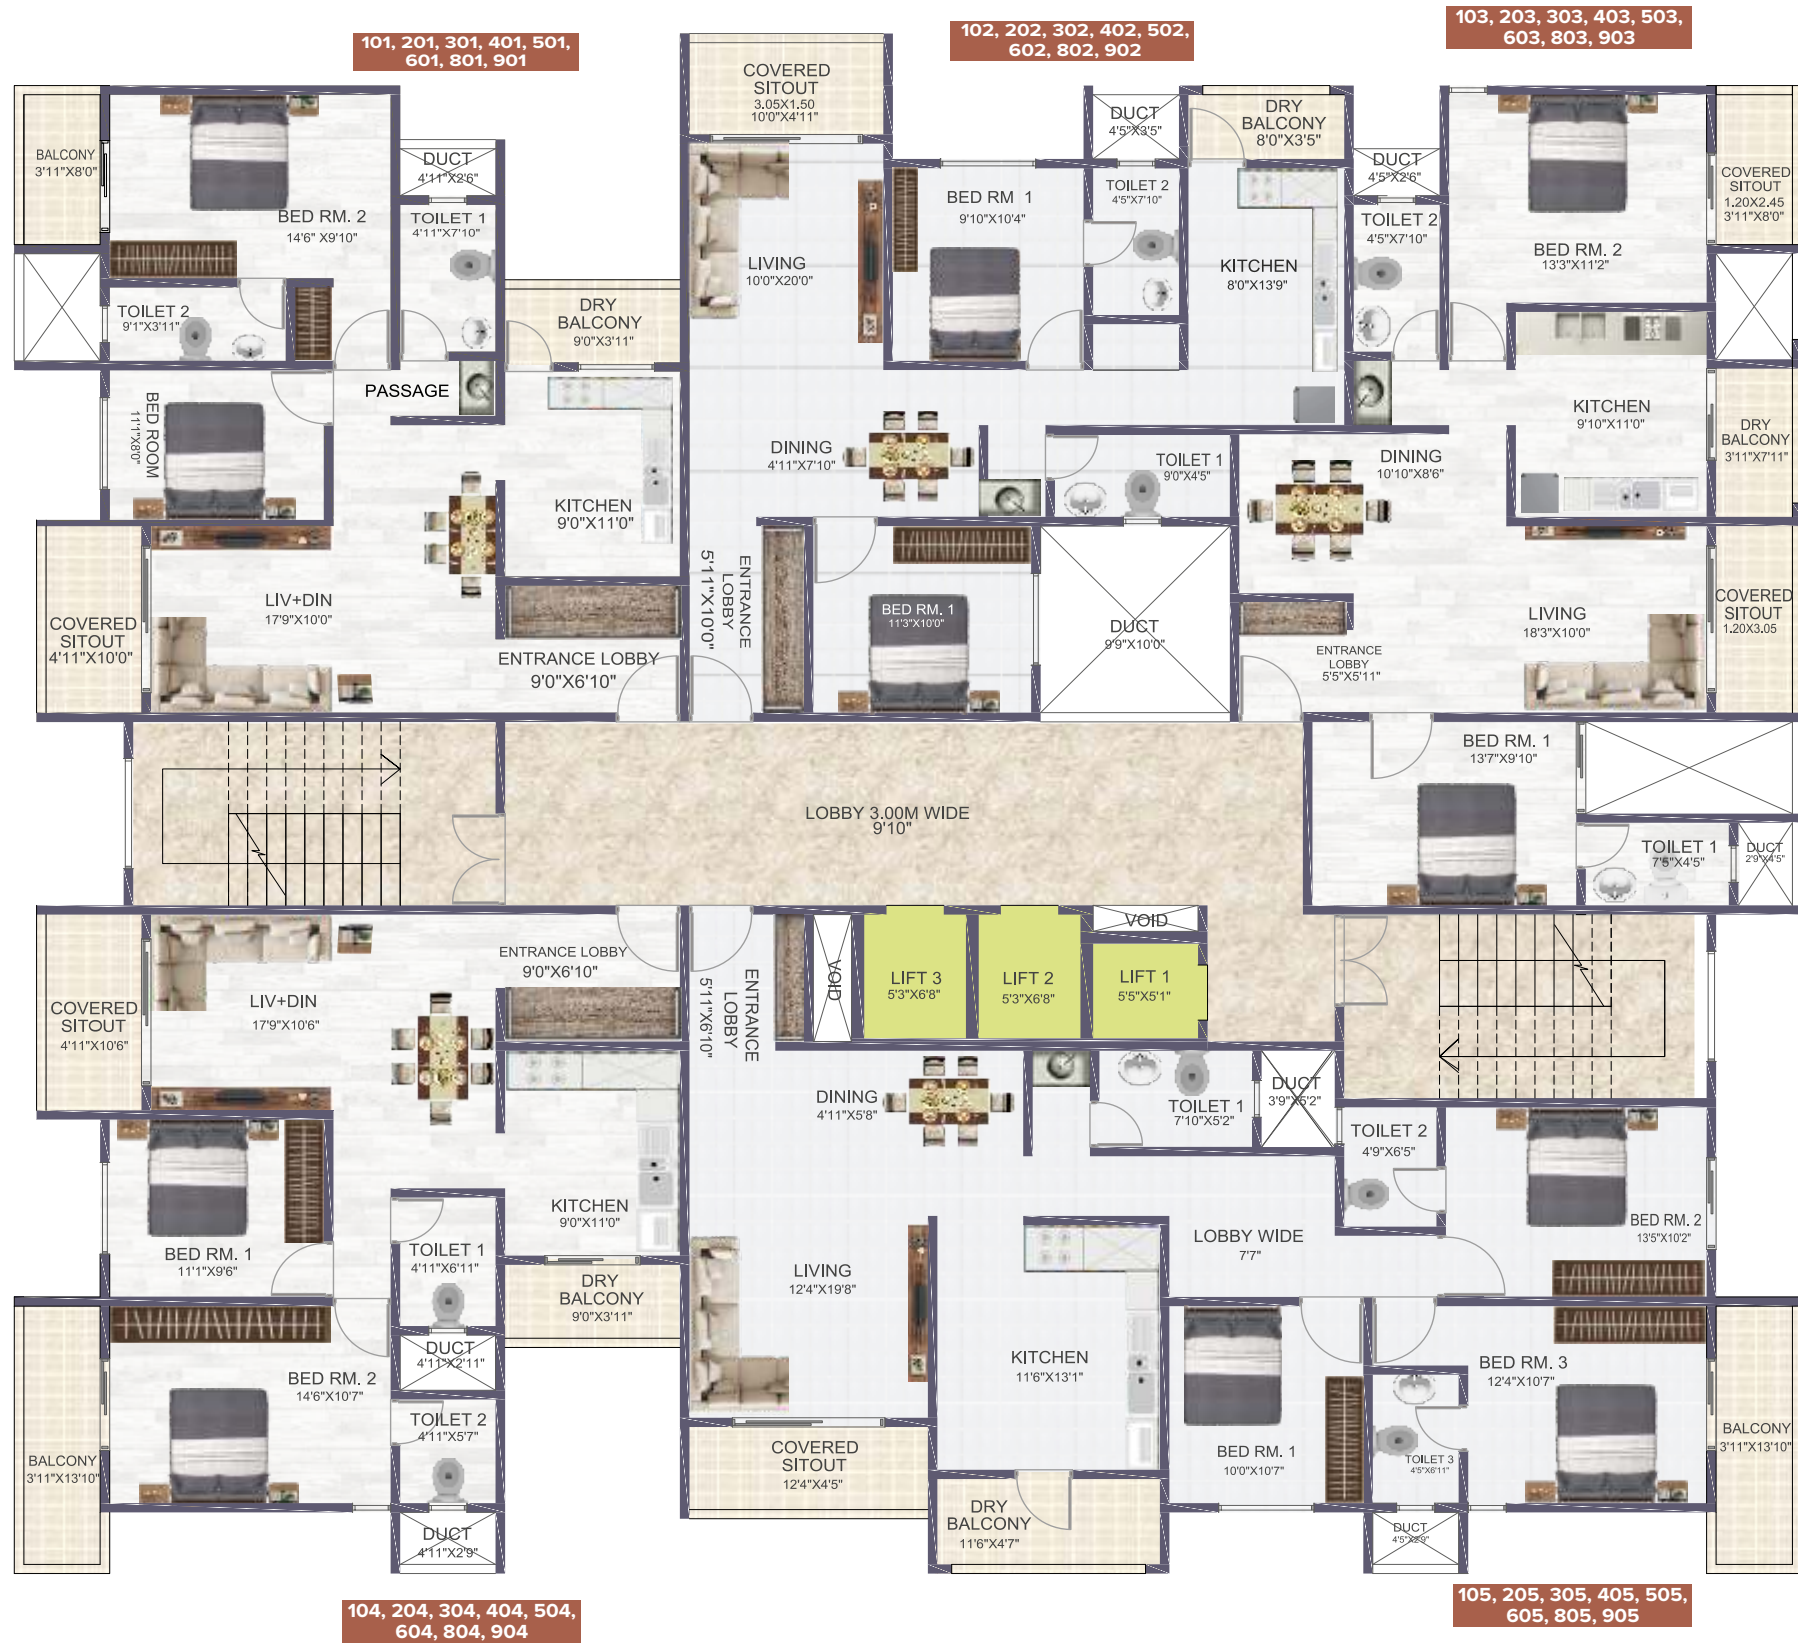 101, 201, 301, 401, 501,
601, 801, 901
102, 202, 302, 402, 502,
602, 802, 902
103, 203, 303, 403, 503,
603, 803, 903
BALCONY
3'11"X8'0"
BED RM. 2
14'6" X9'10"
DUCT
4'11"X2'6"
TOILET 1
4'11"X7'10"
TOILET 2
9'1"X3'11"
DRY
BALCONY
9'0"X3'11"
PASSAGE
BED ROOM
11'1"X8'0"
KITCHEN
9'0"X11'0"
LIV+DIN
17'9"X10'0"
COVERED
SITOUT
4'11"X10'0"
ENTRANCE LOBBY
9'0"X6'10"
COVERED
SITOUT
3.05X1.50
10'0"X4'11"
LIVING
10'0"X20'0"
BED RM 1
9'10"X10'4"
DUCT
4'5"X3'5"
TOILET 2
4'5"X7'10"
DRY
BALCONY
8'0"X3'5"
KITCHEN
8'0"X13'9"
DINING
4'11"X7'10"
TOILET 1
9'0"X4'5"
ENTRANCE
LOBBY
5'11"X10'0"
BED RM. 1
11'3"X10'0"
DUCT
9'9"X10'0"
DUCT
4'5"X2'6"
TOILET 2
4'5"X7'10"
BED RM. 2
13'3"X11'2"
COVERED
SITOUT
1.20X2.45
3'11"X8'0"
KITCHEN
9'10"X11'0"
DRY
BALCONY
3'11"X7'11"
DINING
10'10"X8'6"
LIVING
18'3"X10'0"
COVERED
SITOUT
1.20X3.05
ENTRANCE
LOBBY
5'5"X5'11"
BED RM. 1
13'7"X9'10"
TOILET 1
7'5"X4'5"
DUCT
2'9"X4'5"
LOBBY 3.00M WIDE
9'10"
VOID
VOID
LIFT 3
5'3"X6'8"
LIFT 2
5'3"X6'8"
LIFT 1
5'5"X5'1"
ENTRANCE LOBBY
9'0"X6'10"
LIV+DIN
17'9"X10'6"
COVERED
SITOUT
4'11"X10'6"
KITCHEN
9'0"X11'0"
BED RM. 1
11'1"X9'6"
TOILET 1
4'11"X6'11"
DRY
BALCONY
9'0"X3'11"
DUCT
4'11"X2'11"
BED RM. 2
14'6"X10'7"
TOILET 2
4'11"X5'7"
BALCONY
3'11"X13'10"
DUCT
4'11"X2'9"
ENTRANCE
LOBBY
5'11"X6'10"
DINING
4'11"X5'8"
TOILET 1
7'10"X5'2"
DUCT
3'9"X5'2"
TOILET 2
4'9"X6'5"
BED RM. 2
13'5"X10'2"
LOBBY WIDE
7'7"
LIVING
12'4"X19'8"
KITCHEN
11'6"X13'1"
COVERED
SITOUT
12'4"X4'5"
DRY
BALCONY
11'6"X4'7"
BED RM. 1
10'0"X10'7"
BED RM. 3
12'4"X10'7"
TOILET 3
4'5"X6'11"
DUCT
4'5"X2'9"
BALCONY
3'11"X13'10"
104, 204, 304, 404, 504,
604, 804, 904
105, 205, 305, 405, 505,
605, 805, 905